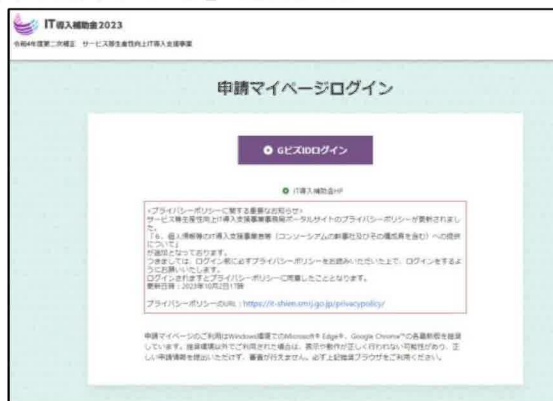 IT導入補助金2023
令和4年度第二次補正 サービス等生産性向上IT導入支援事業
申請マイページログイン
GビズIDログイン
IT導入補助金HP
<プライバシーポリシーに関する重要なお知らせ>
サービス等生産性向上IT導入支援事業事務局ポータルサイトのプライバシーポリシーが更新されまし
た。
「6．個人情報等のIT導入支援事業者等（コンソーシアムの幹事社及びその構成員を含む）への提供
について」
が追加となっております。
つきましては、ログイン前に必ずプライバシーポリシーをお読みいただいた上で、ログインをするよ
うにお願いいたします。
ログインされますとプライバシーポリシーに同意したこととなります。
更新日時：2023年10月2日17時
プライバシーポリシーのURL：https://it-shien.smrj.go.jp/privacypolicy/
申請マイページのご利用はWindows環境でのMicrosoft® Edge®、Google Chrome™の各最新版を推奨
しています。推奨環境以外でご利用された場合は、表示や動作が正しく行われない可能性があり、正
しい申請情報を提出いただけず、審査が行えません。必ず上記推奨ブラウザをご利用ください。